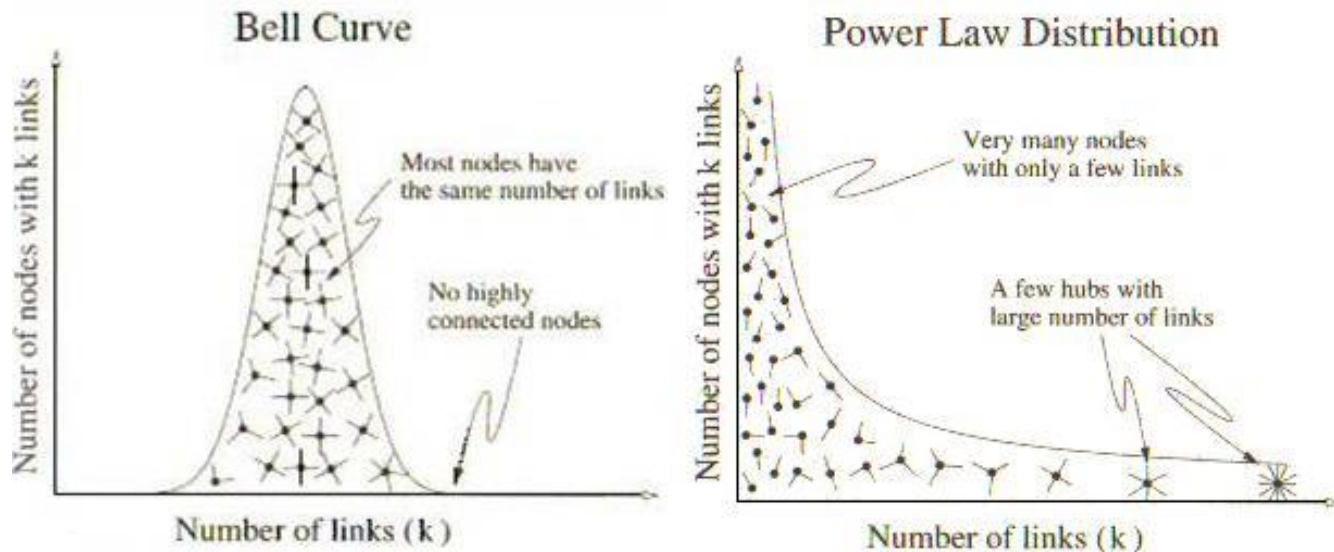 Bell Curve
Number of nodes with k links
Most nodes have
the same number of links
No highly
connected nodes
Number of links (k)
Power Law Distribution
Number of nodes with k links
Very many nodes
with only a few links
A few hubs with
large number of links
Number of links (k)